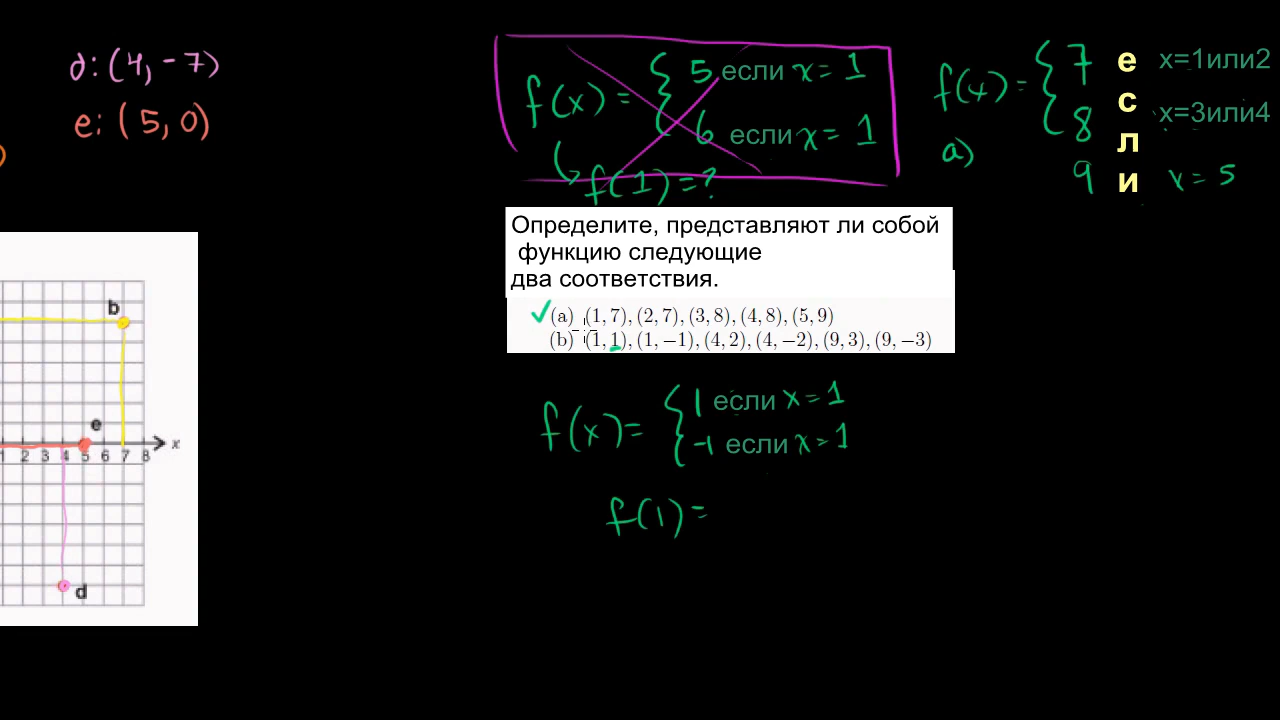 d: (4, -7)
e: (5, 0)
f(x) = { 5 если x = 1
6 если x = 1
f(1) = ?
f(4) = { 7 если x=1или2
8 x=3или4
9 x = 5
a)
Определите, представляют ли собой
функцию следующие
два соответствия.
✓(a) (1, 7), (2, 7), (3, 8), (4, 8), (5, 9)
(b) (1, 1), (1, −1), (4, 2), (4, −2), (9, 3), (9, −3)
f(x) = { 1 если x = 1
-1 если x = 1
f(1) =
b
e
x
1 2 3 4 5 6 7 8
d